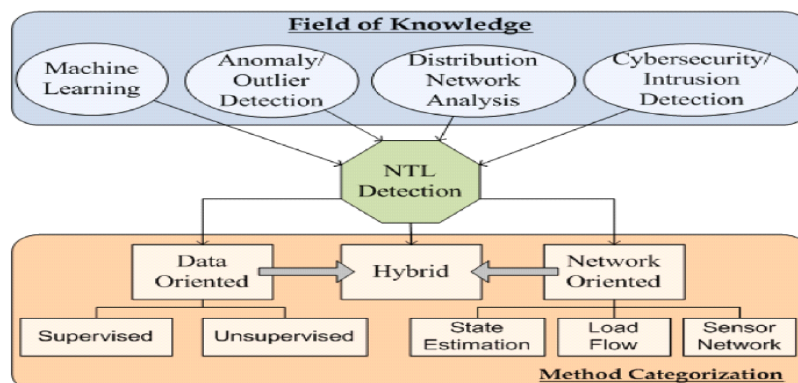 Field of Knowledge
Machine
Learning
Anomaly/
Outlier
Detection
Distribution
Network
Analysis
Cybersecurity/
Intrusion
Detection
NTL
Detection
Data
Oriented
Hybrid
Network
Oriented
Supervised
Unsupervised
State
Estimation
Load
Flow
Sensor
Network
Method Categorization